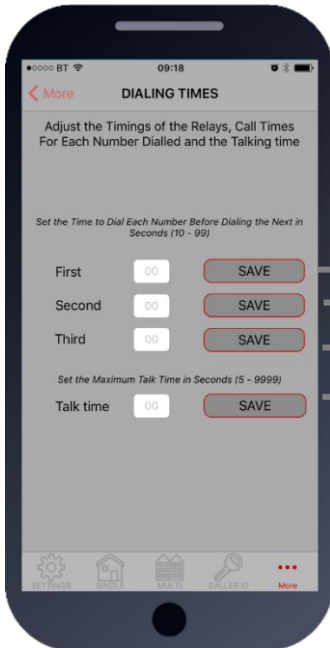 BT 09:18
More DIALING TIMES
Adjust the Timings of the Relays, Call Times
For Each Number Dialled and the Talking time
Set the Time to Dial Each Number Before Dialing the Next in
Seconds (10 - 99)
First 00 SAVE
Second 00 SAVE
Third 00 SAVE
Set the Maximum Talk Time in Seconds (5 - 9999)
Talk time 00 SAVE
SETTINGS SINGLE MULTI CALLER ID More